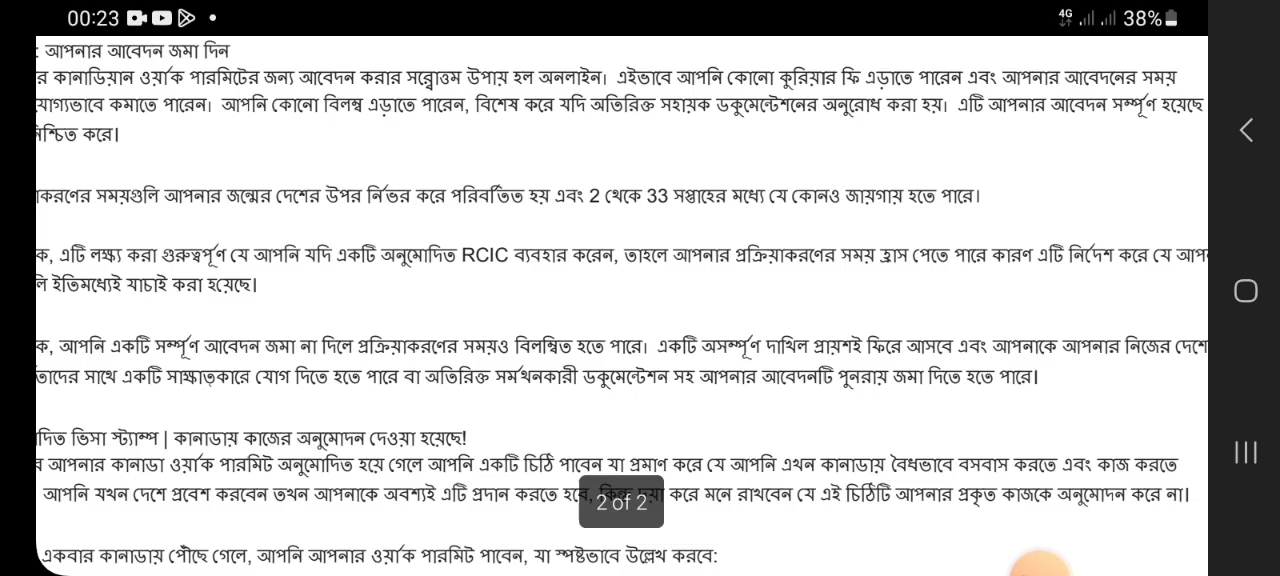 00:23
4G 38%
: আপনার আবেদন জমা দিন
র কানাডিয়ান ওয়ার্ক পারমিটের জন্য আবেদন করার সর্বোত্তম উপায় হল অনলাইন। এইভাবে আপনি কোনো কুরিয়ার ফি এড়াতে পারেন এবং আপনার আবেদনের সময়
যোগ্যভাবে কমাতে পারেন। আপনি কোনো বিলম্ব এড়াতে পারেন, বিশেষ করে যদি অতিরিক্ত সহায়ক ডকুমেন্টেশনের অনুরোধ করা হয়। এটি আপনার আবেদন সম্পূর্ণ হয়েছে
নিশ্চিত করে।
াকরণের সময়গুলি আপনার জন্মের দেশের উপর নির্ভর করে পরিবর্তিত হয় এবং 2 থেকে 33 সপ্তাহের মধ্যে যে কোনও জায়গায় হতে পারে।
ক, এটি লক্ষ্য করা গুরুত্বপূর্ণ যে আপনি যদি একটি অনুমোদিত RCIC ব্যবহার করেন, তাহলে আপনার প্রক্রিয়াকরণের সময় হ্রাস পেতে পারে কারণ এটি নির্দেশ করে যে আপ
লি ইতিমধ্যেই যাচাই করা হয়েছে।
ক, আপনি একটি সম্পূর্ণ আবেদন জমা না দিলে প্রক্রিয়াকরণের সময়ও বিলম্বিত হতে পারে। একটি অসম্পূর্ণ দাখিল প্রায়শই ফিরে আসবে এবং আপনাকে আপনার নিজের দেশে
র্তাদের সাথে একটি সাক্ষাত্কারে যোগ দিতে হতে পারে বা অতিরিক্ত সমর্থনকারী ডকুমেন্টেশন সহ আপনার আবেদনটি পুনরায় জমা দিতে হতে পারে।
দিত ভিসা স্ট্যাম্প | কানাডায় কাজের অনুমোদন দেওয়া হয়েছে!
ব আপনার কানাডা ওয়ার্ক পারমিট অনুমোদিত হয়ে গেলে আপনি একটি চিঠি পাবেন যা প্রমাণ করে যে আপনি এখন কানাডায় বৈধভাবে বসবাস করতে এবং কাজ করতে
আপনি যখন দেশে প্রবেশ করবেন তখন আপনাকে অবশ্যই এটি প্রদান করতে হবে, কিন্তু দয়া করে মনে রাখবেন যে এই চিঠিটি আপনার প্রকৃত কাজকে অনুমোদন করে না।
2 of 2
একবার কানাডায় পৌঁছে গেলে, আপনি আপনার ওয়ার্ক পারমিট পাবেন, যা স্পষ্টভাবে উল্লেখ করবে: